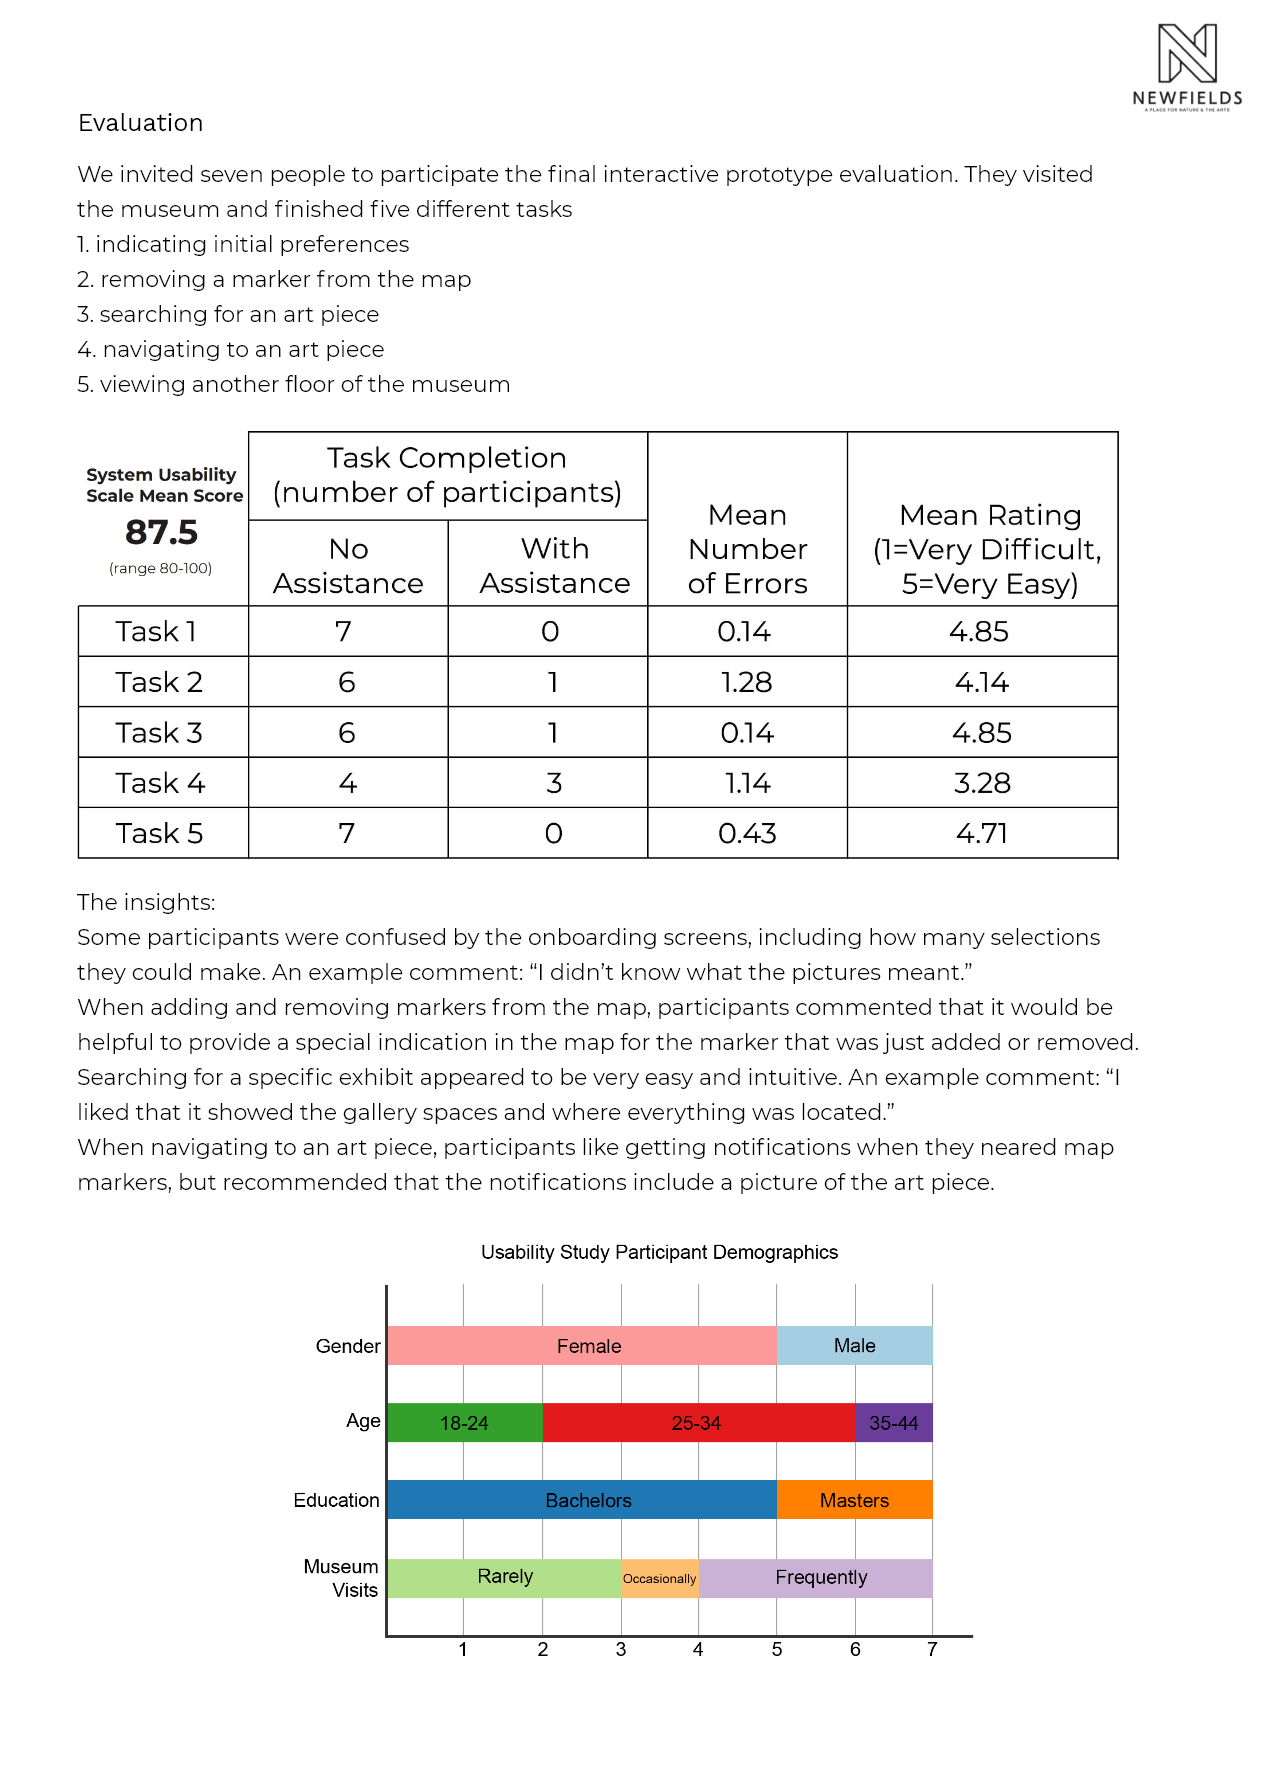 NEWFIELDS
A PLACE FOR NATURE & THE ARTS
Evaluation
We invited seven people to participate the final interactive prototype evaluation. They visited
the museum and finished five different tasks
1. indicating initial preferences
2. removing a marker from the map
3. searching for an art piece
4. navigating to an art piece
5. viewing another floor of the museum
System Usability
Scale Mean Score
87.5
(range 80-100)
Task Completion
(number of participants)
No
Assistance
With
Assistance
Mean
Number
of Errors
Mean Rating
(1=Very Difficult,
5=Very Easy)
Task 1 7 0 0.14 4.85
Task 2 6 1 1.28 4.14
Task 3 6 1 0.14 4.85
Task 4 4 3 1.14 3.28
Task 5 7 0 0.43 4.71
The insights:
Some participants were confused by the onboarding screens, including how many selections
they could make. An example comment: “I didn’t know what the pictures meant.”
When adding and removing markers from the map, participants commented that it would be
helpful to provide a special indication in the map for the marker that was just added or removed.
Searching for a specific exhibit appeared to be very easy and intuitive. An example comment: “I
liked that it showed the gallery spaces and where everything was located.”
When navigating to an art piece, participants like getting notifications when they neared map
markers, but recommended that the notifications include a picture of the art piece.
Usability Study Participant Demographics
Gender Female Male
Age 18-24 25-34 35-44
Education Bachelors Masters
Museum
Visits
Rarely Occasionally Frequently
1 2 3 4 5 6 7